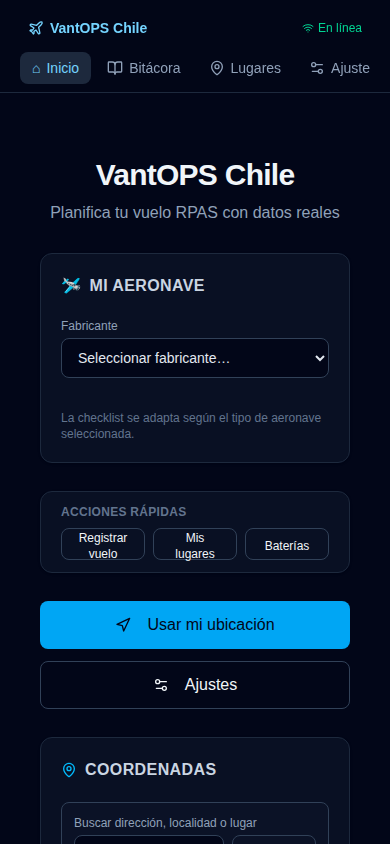 VantOPS Chile
En línea
Inicio
Bitácora
Lugares
Ajuste
VantOPS Chile
Planifica tu vuelo RPAS con datos reales
MI AERONAVE
Fabricante
Seleccionar fabricante…
La checklist se adapta según el tipo de aeronave
seleccionada.
ACCIONES RÁPIDAS
Registrar
vuelo
Mis
lugares
Baterías
Usar mi ubicación
Ajustes
COORDENADAS
Buscar dirección, localidad o lugar